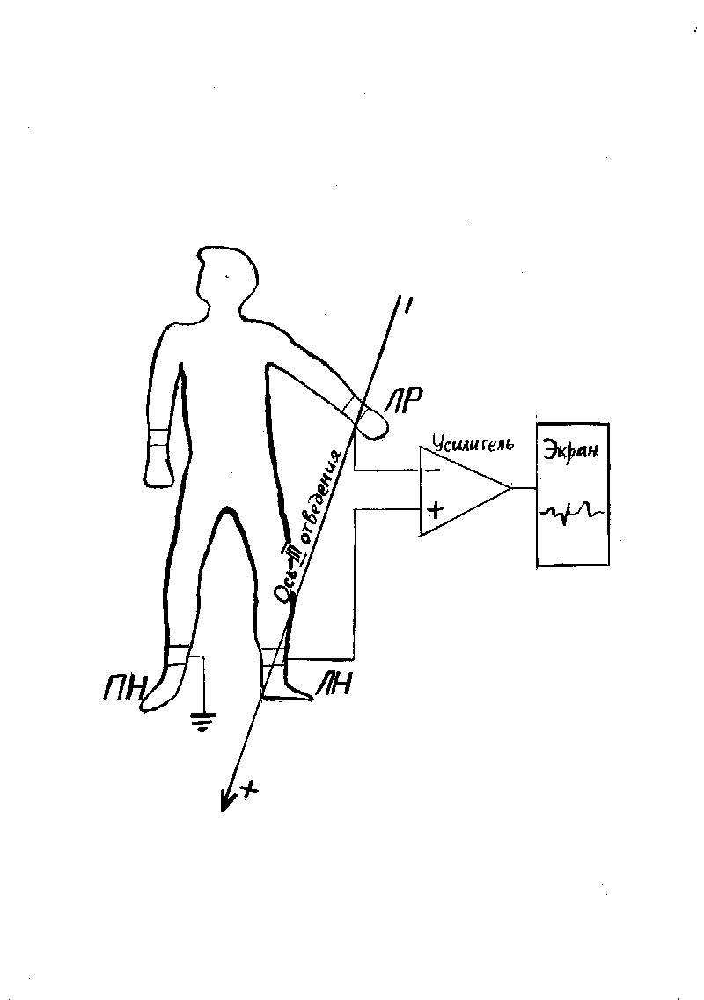 ЛР
Усилитель
Экран
−
+
Ось III отведения
ПН
ЛН
+